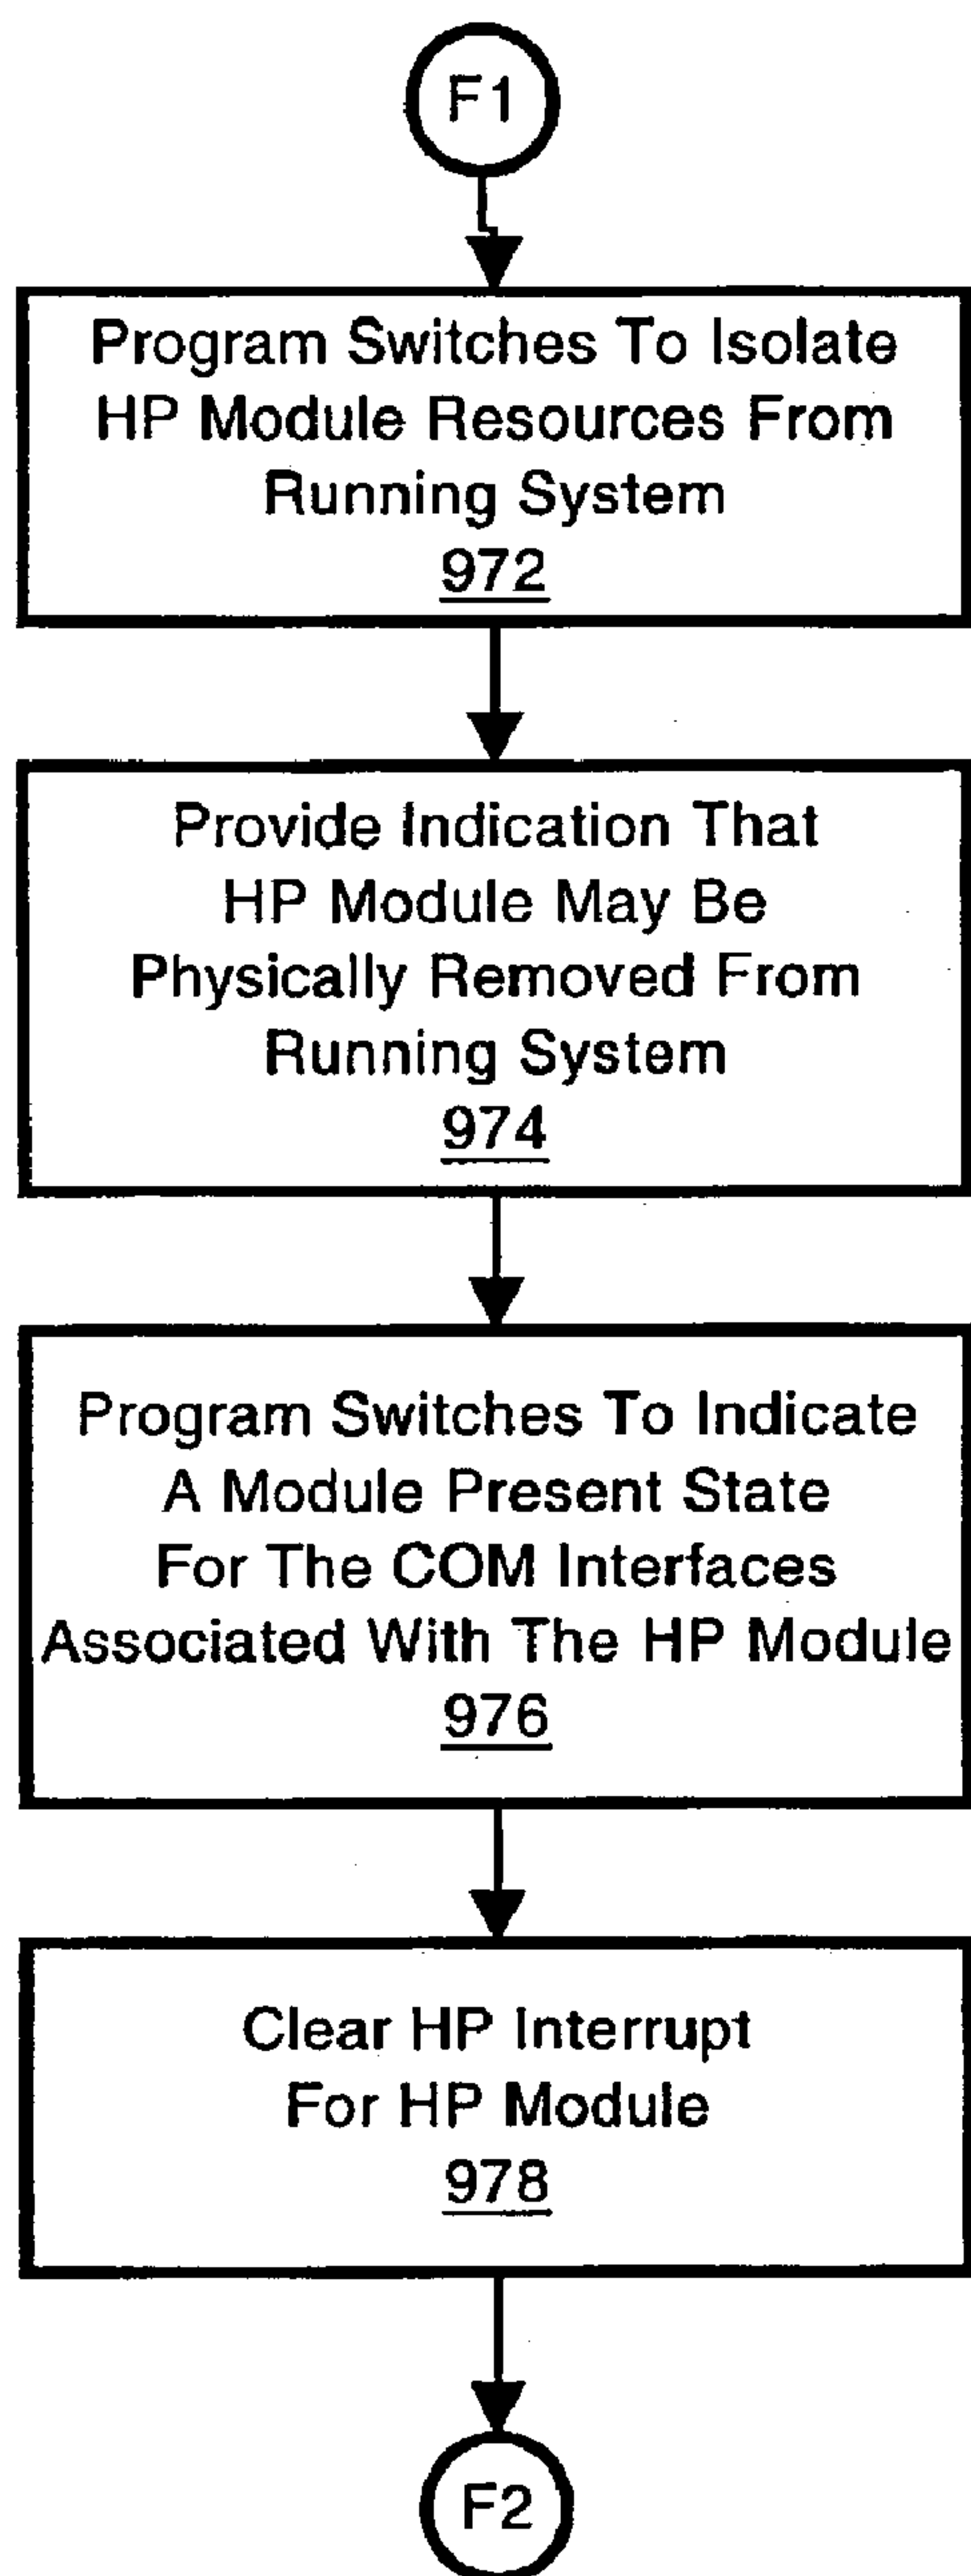 F1
Program Switches To Isolate
HP Module Resources From
Running System
972
Provide Indication That
HP Module May Be
Physically Removed From
Running System
974
Program Switches To Indicate
A Module Present State
For The COM Interfaces
Associated With The HP Module
976
Clear HP Interrupt
For HP Module
978
F2